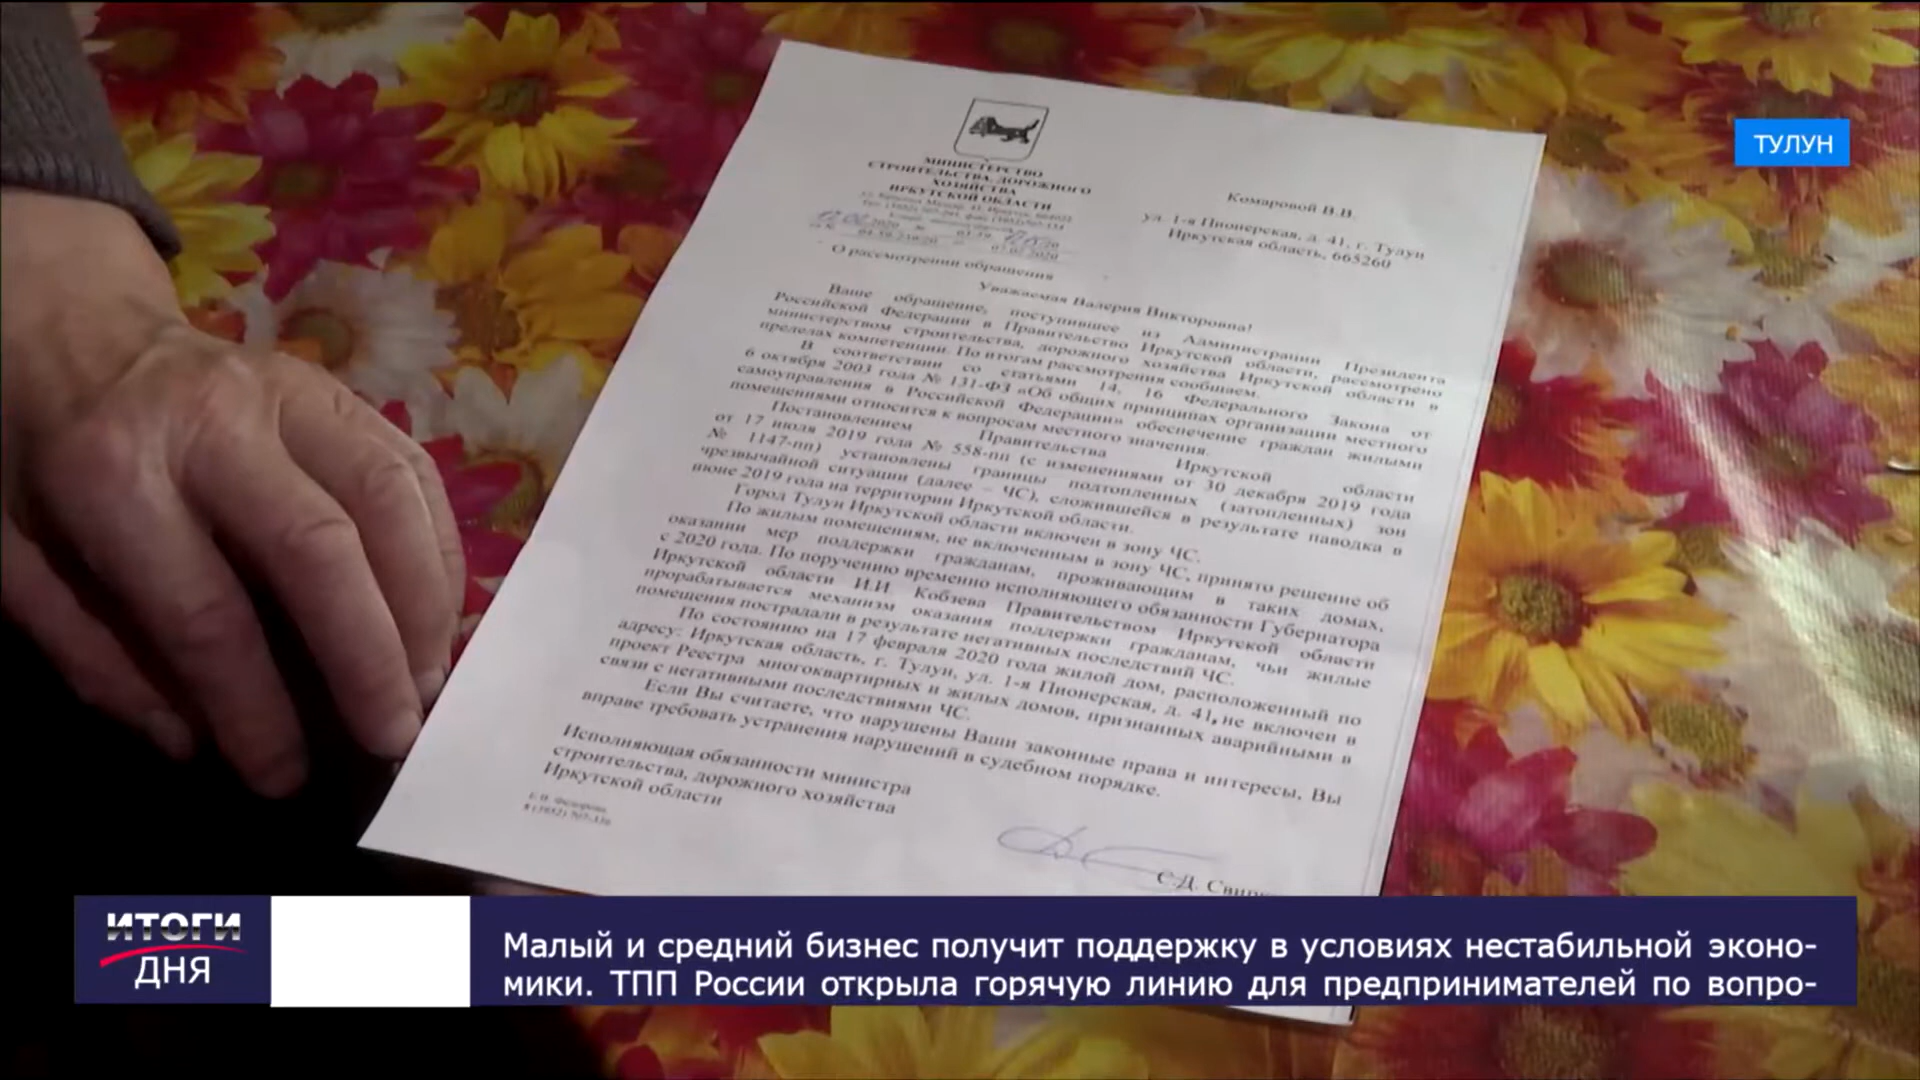 ТУЛУН
МИНИСТЕРСТВО
СТРОИТЕЛЬСТВА, ДОРОЖНОГО
ХОЗЯЙСТВА
ИРКУТСКОЙ ОБЛАСТИ
О рассмотрении обращения
Комаровой В.В.
ул. 1-я Пионерская, д. 41, г. Тулун
Иркутская область, 665260
Уважаемая Валерия Викторовна!
Ваше обращение, поступившее из Администрации Президента
Российской Федерации в Правительство Иркутской области, рассмотрено
министерством строительства, дорожного хозяйства Иркутской области в
пределах компетенции. По итогам рассмотрения сообщаем.
В соответствии со статьями 14, 16 Федерального Закона от
6 октября 2003 года № 131-ФЗ «Об общих принципах организации местного
самоуправления в Российской Федерации» обеспечение граждан жилыми
помещениями относится к вопросам местного значения.
Постановлением Правительства Иркутской области
от 17 июля 2019 года № 558-пп (с изменениями от 30 декабря 2019 года
№ 1147-пп) установлены границы подтопленных (затопленных) зон
чрезвычайной ситуации (далее – ЧС), сложившейся в результате паводка в
июне 2019 года на территории Иркутской области.
Город Тулун Иркутской области включен в зону ЧС.
По жилым помещениям, не включенным в зону ЧС, принято решение об
оказании мер поддержки гражданам, проживающим в таких домах,
с 2020 года. По поручению временно исполняющего обязанности Губернатора
Иркутской области И.И. Кобзева Правительством Иркутской области
прорабатывается механизм оказания поддержки гражданам, чьи жилые
помещения пострадали в результате негативных последствий ЧС.
По состоянию на 17 февраля 2020 года жилой дом, расположенный по
адресу: Иркутская область, г. Тулун, ул. 1-я Пионерская, д. 41, не включен в
проект Реестра многоквартирных и жилых домов, признанных аварийными в
связи с негативными последствиями ЧС.
Если Вы считаете, что нарушены Ваши законные права и интересы, Вы
вправе требовать устранения нарушений в судебном порядке.
Исполняющая обязанности министра
строительства, дорожного хозяйства
Иркутской области
С.Д.
ИТОГИ
ДНЯ
Малый и средний бизнес получит поддержку в условиях нестабильной эконо-
мики. ТПП России открыла горячую линию для предпринимателей по вопро-